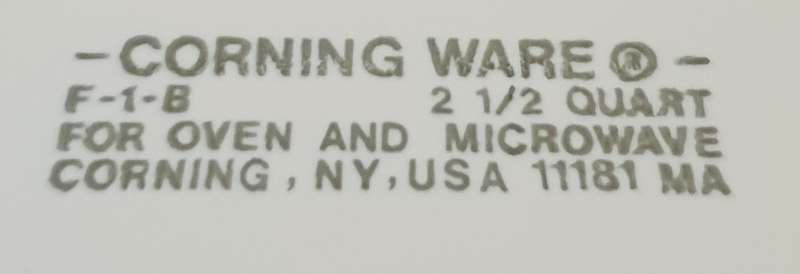 -CORNING WARE®-
F-1-B 2 1/2 QUART
FOR OVEN AND MICROWAVE
CORNING, NY, USA 11181 MA